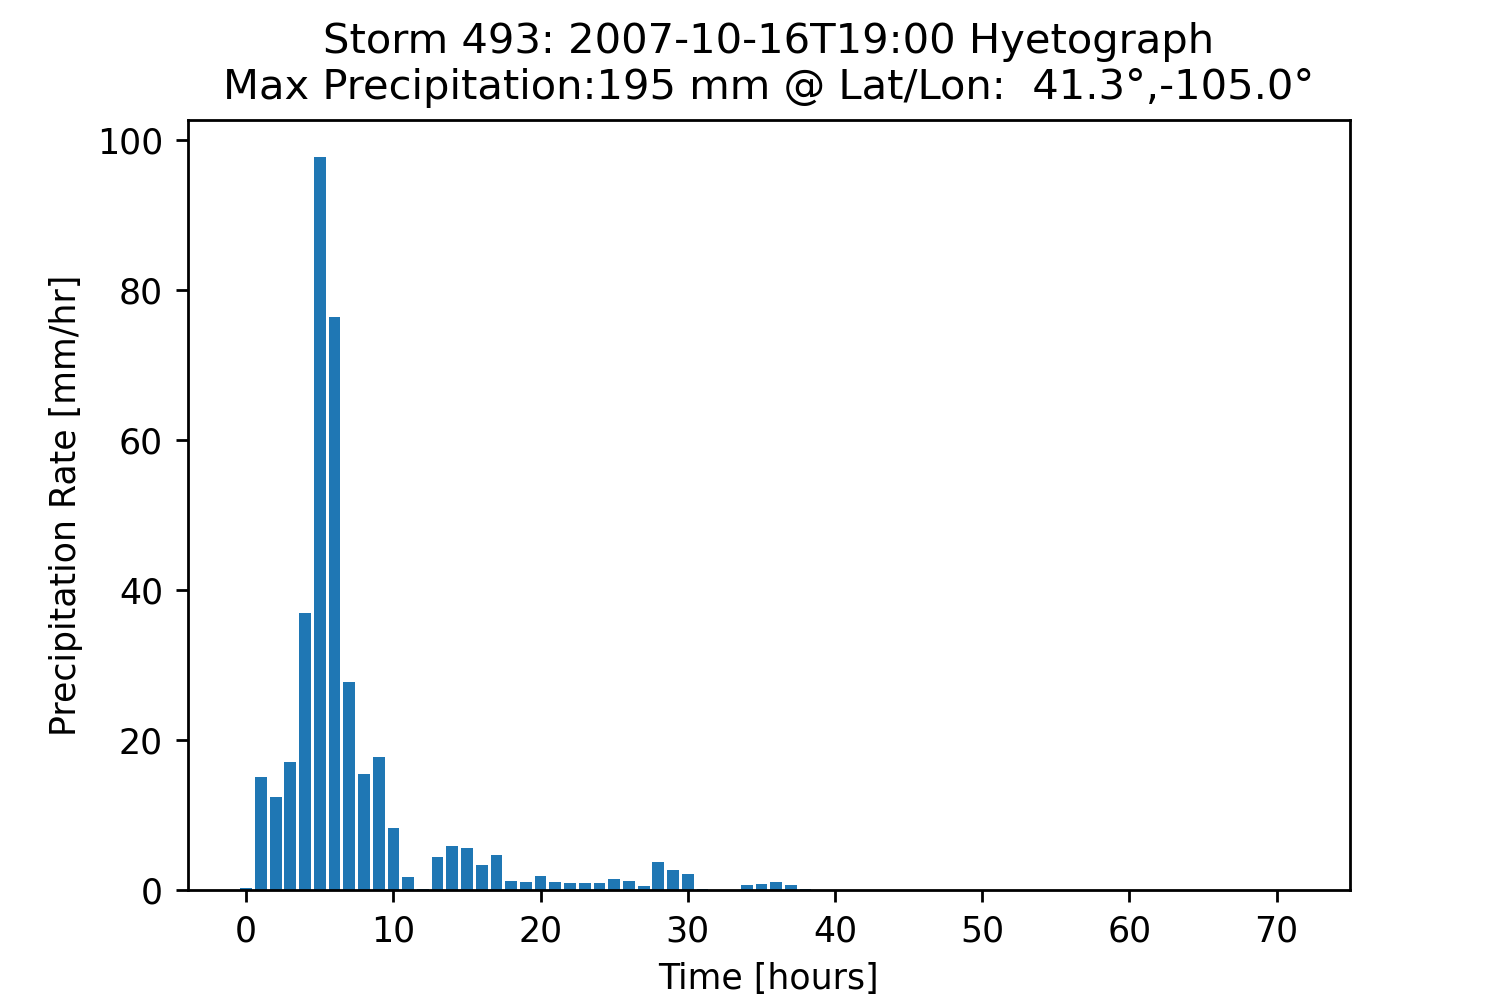 Storm 493: 2007-10-16T19:00 Hyetograph
Max Precipitation:195 mm @ Lat/Lon:  41.3°,-105.0°
100
80
60
40
20
0
Precipitation Rate [mm/hr]
0 10 20 30 40 50 60 70
Time [hours]